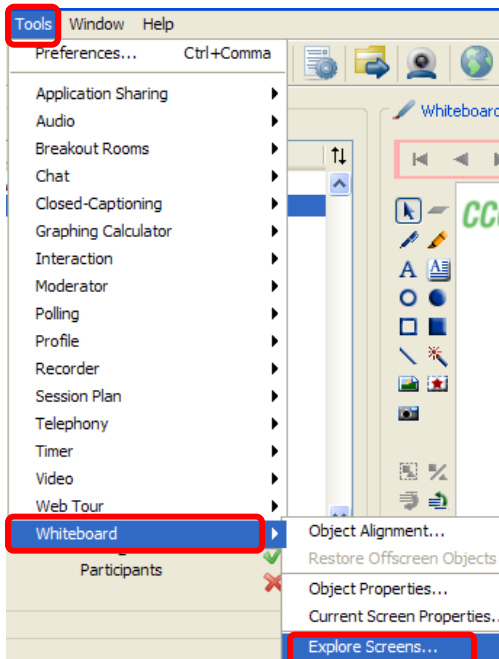 Tools Window Help
Preferences... Ctrl+Comma
Application Sharing
Audio
Breakout Rooms
Chat
Closed-Captioning
Graphing Calculator
Interaction
Moderator
Polling
Profile
Recorder
Session Plan
Telephony
Timer
Video
Web Tour
Whiteboard
Participants
Whiteboard
CC
A A
Object Alignment...
Restore Offscreen Objects
Object Properties...
Current Screen Properties..
Explore Screens...